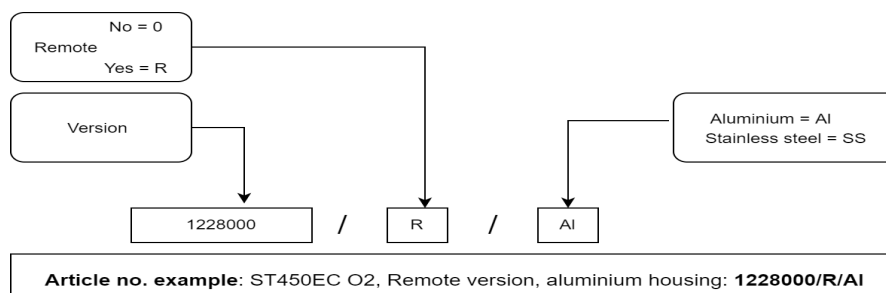 No = 0
Remote
Yes = R
Version
Aluminium = Al
Stainless steel = SS
1228000 / R / Al
Article no. example: ST450EC O2, Remote version, aluminium housing: 1228000/R/Al